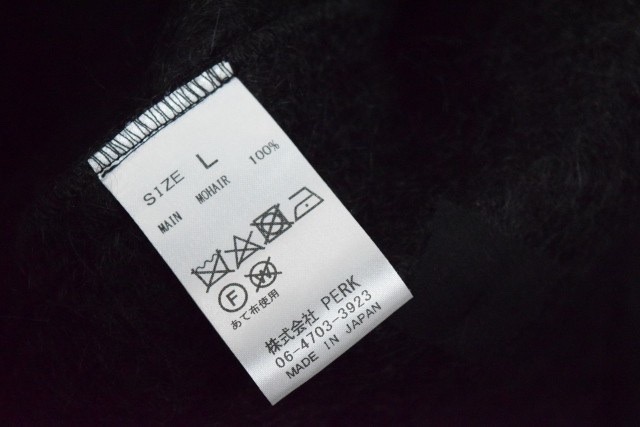 SIZE L
MAIN MOHAIR 100%
F W
あて布使用
株式会社 PERK
06-4703-3923
MADE IN JAPAN